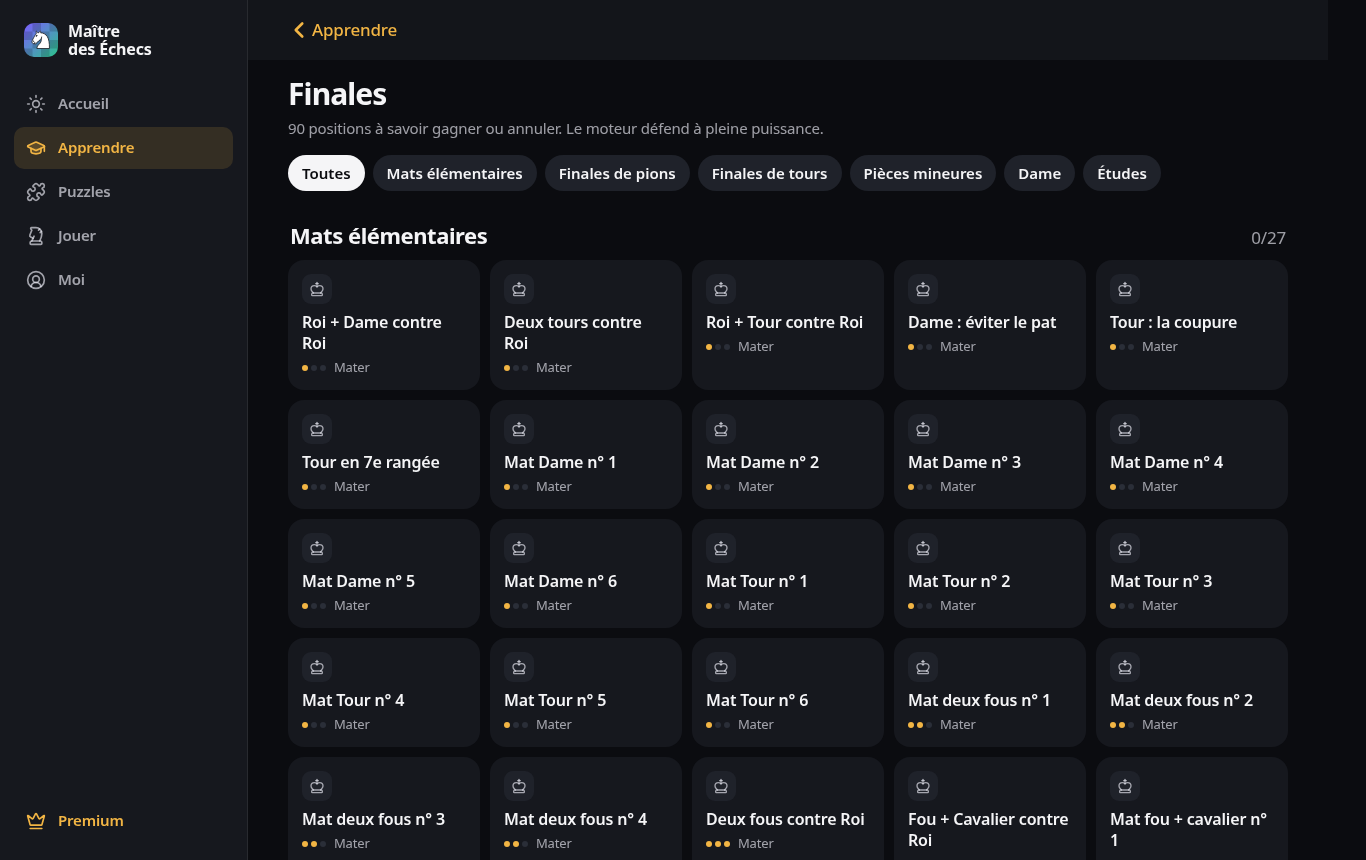 Maître
des Échecs
Accueil
Apprendre
Puzzles
Jouer
Moi
Premium
Apprendre
Finales
90 positions à savoir gagner ou annuler. Le moteur défend à pleine puissance.
Toutes Mats élémentaires Finales de pions Finales de tours Pièces mineures Dame Études
Mats élémentaires 0/27
Roi + Dame contre
Roi
Mater
Deux tours contre
Roi
Mater
Roi + Tour contre Roi
Mater
Dame : éviter le pat
Mater
Tour : la coupure
Mater
Tour en 7e rangée
Mater
Mat Dame n° 1
Mater
Mat Dame n° 2
Mater
Mat Dame n° 3
Mater
Mat Dame n° 4
Mater
Mat Dame n° 5
Mater
Mat Dame n° 6
Mater
Mat Tour n° 1
Mater
Mat Tour n° 2
Mater
Mat Tour n° 3
Mater
Mat Tour n° 4
Mater
Mat Tour n° 5
Mater
Mat Tour n° 6
Mater
Mat deux fous n° 1
Mater
Mat deux fous n° 2
Mater
Mat deux fous n° 3
Mater
Mat deux fous n° 4
Mater
Deux fous contre Roi
Mater
Fou + Cavalier contre
Roi
Mat fou + cavalier n°
1